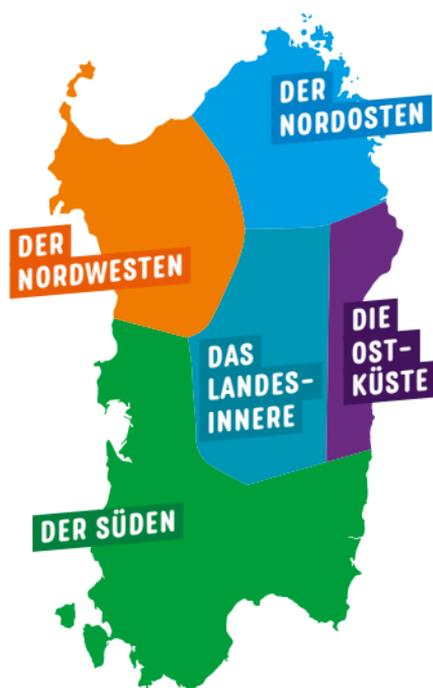 DER
NORDOSTEN
DER
NORDWESTEN
DIE
OST-
KÜSTE
DAS
LANDES-
INNERE
DER SÜDEN